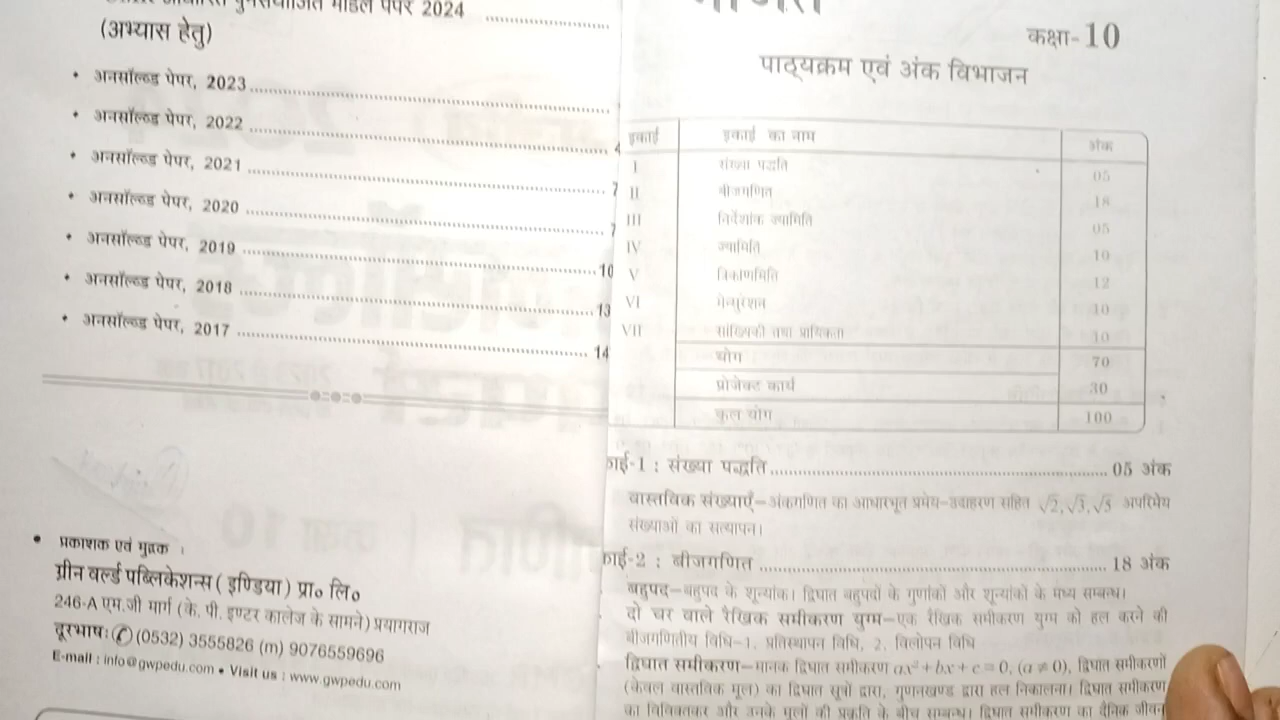 आधारित पुनर्संयोजित मॉडल पेपर 2024
(अभ्यास हेतु)
• अनसॉल्व्ड पेपर, 2023
• अनसॉल्व्ड पेपर, 2022 4
• अनसॉल्व्ड पेपर, 2021 7
• अनसॉल्व्ड पेपर, 2020 7
• अनसॉल्व्ड पेपर, 2019 10
• अनसॉल्व्ड पेपर, 2018 13
• अनसॉल्व्ड पेपर, 2017 14
• प्रकाशक एवं मुद्रक :
ग्रीन वर्ल्ड पब्लिकेशन्स ( इण्डिया ) प्रा० लि०
246-A एम.जी मार्ग (के. पी. इण्टर कालेज के सामने) प्रयागराज
दूरभाष: (0532) 3555826 (m) 9076559696
E-mail : info@gwpedu.com • Visit us : www.gwpedu.com
कक्षा-10
पाठ्यक्रम एवं अंक विभाजन
इकाई इकाई का नाम अंक
I संख्या पद्धति 05
II बीजगणित 18
III निर्देशांक ज्यामिति 05
IV ज्यामिति 10
V त्रिकोणमिति 12
VI मेन्सुरेशन 10
VII सांख्यिकी तथा प्रायिकता 10
योग 70
प्रोजेक्ट कार्य 30
कुल योग 100
काई-1 : संख्या पद्धति 05 अंक
वास्तविक संख्याएँ–अंकगणित का आधारभूत प्रमेय–उदाहरण सहित √2, √3, √5 अपरिमेय
संख्याओं का सत्यापन।
काई-2 : बीजगणित 18 अंक
बहुपद–बहुपद के शून्यांक। द्विघात बहुपदों के गुणांकों और शून्यांकों के मध्य सम्बन्ध।
दो चर वाले रैखिक समीकरण युग्म–एक रैखिक समीकरण युग्म को हल करने की
बीजगणितीय विधि–1. प्रतिस्थापन विधि, 2. विलोपन विधि
द्विघात समीकरण–मानक द्विघात समीकरण ax² + bx + c = 0, (a ≠ 0), द्विघात समीकरणों
(केवल वास्तविक मूल) का द्विघात सूत्रों द्वारा, गुणनखण्ड द्वारा हल निकालना। द्विघात समीकरण
का विविक्तकर और उनके मूलों की प्रकृति के बीच सम्बन्ध। द्विघात समीकरण का दैनिक जीवन